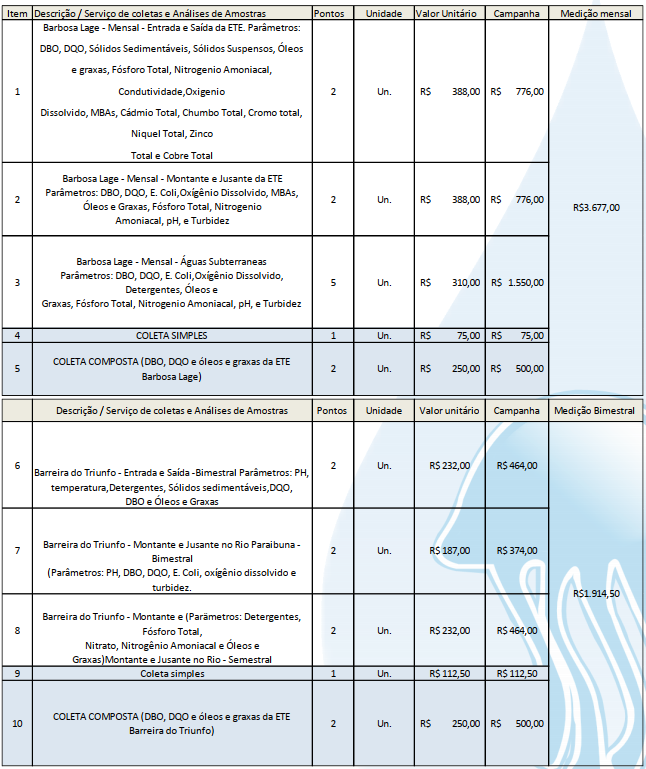 Item Descrição / Serviço de coletas e Análises de Amostras Pontos Unidade Valor Unitário Campanha Medição mensal
Barbosa Lage - Mensal - Entrada e Saída da ETE. Parâmetros:
DBO, DQO, Sólidos Sedimentáveis, Sólidos Suspensos, Óleos
e graxas, Fósforo Total, Nitrogenio Amoniacal,
Condutividade,Oxigenio
1 2 Un. R$ 388,00 R$ 776,00
Dissolvido, MBAs, Cádmio Total, Chumbo Total, Cromo total,
Niquel Total, Zinco
Total e Cobre Total
Barbosa Lage - Mensal - Montante e Jusante da ETE
Parâmetros: DBO, DQO, E. Coli,Oxigênio Dissolvido, MBAs,
2 2 Un. R$ 388,00 R$ 776,00
Óleos e Graxas, Fósforo Total, Nitrogenio
Amoniacal, pH, e Turbidez
R$3.677,00
Barbosa Lage - Mensal - Águas Subterraneas
Parâmetros: DBO, DQO, E. Coli,Oxígênio Dissolvido,
3 5 Un. R$ 310,00 R$ 1.550,00
Detergentes, Óleos e
Graxas, Fósforo Total, Nitrogenio Amoniacal, pH, e Turbidez
4 COLETA SIMPLES 1 Un. R$ 75,00 R$ 75,00
5 COLETA COMPOSTA (DBO, DQO e óleos e graxas da ETE 2 Un. R$ 250,00 R$ 500,00
Barbosa Lage)
Descrição / Serviço de coletas e Análises de Amostras Pontos Unidade Valor unitário Campanha Medição Bimestral
6 2 Un. R$ 232,00 R$ 464,00
Barreira do Triunfo - Entrada e Saída -Bimestral Parâmetros: PH,
temperatura,Detergentes, Sólidos sedimentáveis,DQO,
DBO e Óleos e Graxas
7 Barreira do Triunfo - Montante e Jusante no Rio Paraibuna - 2 Un. R$ 187,00 R$ 374,00
Bimestral
(Parâmetros: PH, DBO, DQO, E. Coli, oxigênio dissolvido e
turbidez.
R$1.914,50
Barreira do Triunfo - Montante e (Parämetros: Detergentes,
Fósforo Total,
8 2 Un. R$ 232,00 R$ 464,00
Nitrato, Nitrogênio Amoniacal e Óleos e
Graxas)Montante e Jusante no Rio - Semestral
9 Coleta simples 1 Un. R$ 112,50 R$ 112,50
10 COLETA COMPOSTA (DBO, DQO e óleos e graxas da ETE 2 Un. R$ 250,00 R$ 500,00
Barreira do Triunfo)